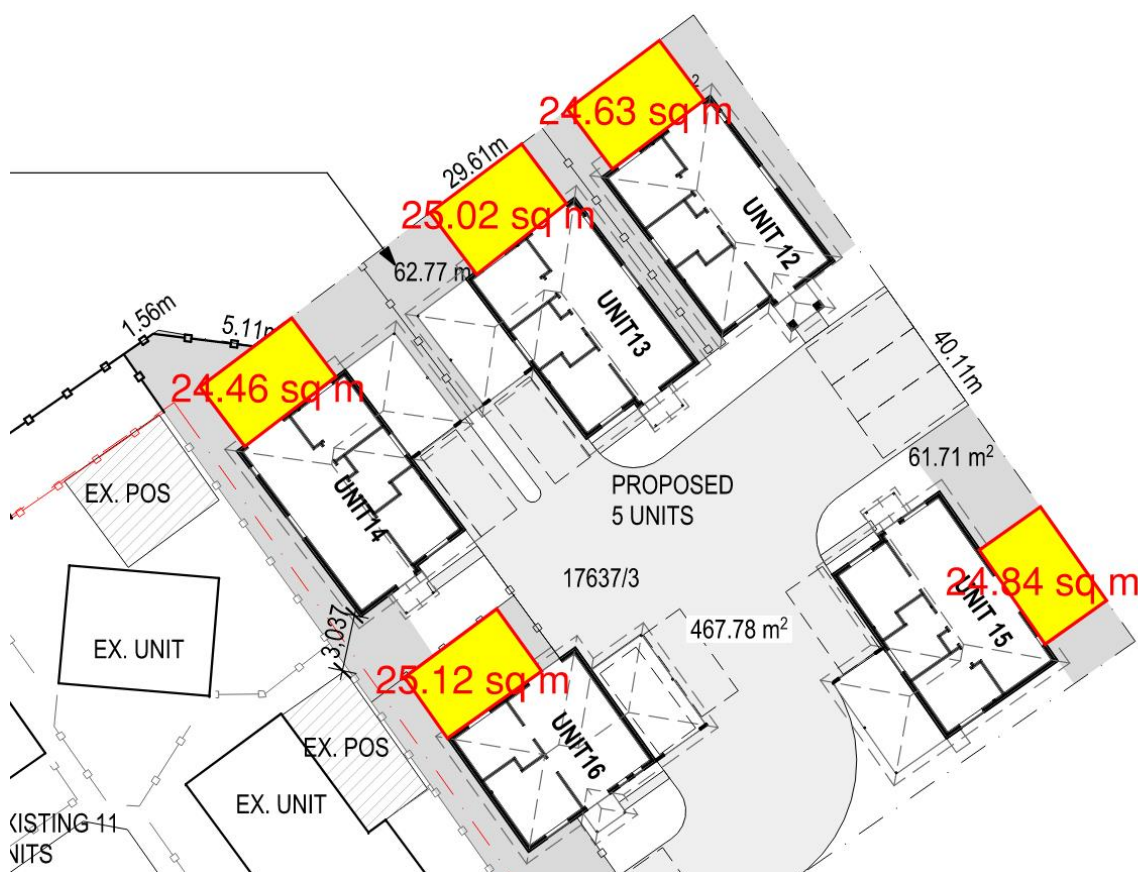 24.63 sq m
2
29.61m
25.02 sq m
UNIT 12
62.77 m
UNIT13
1.56m
5.11m
40.11m
24.46 sq m
61.71 m²
EX. POS
UNIT14
PROPOSED
5 UNITS
17637/3
24.84 sq m
UNIT 15
EX. UNIT
3,037
467.78 m²
25.12 sq m
UNIT16
EX. POS
EX. UNIT
XISTING 11
NITS